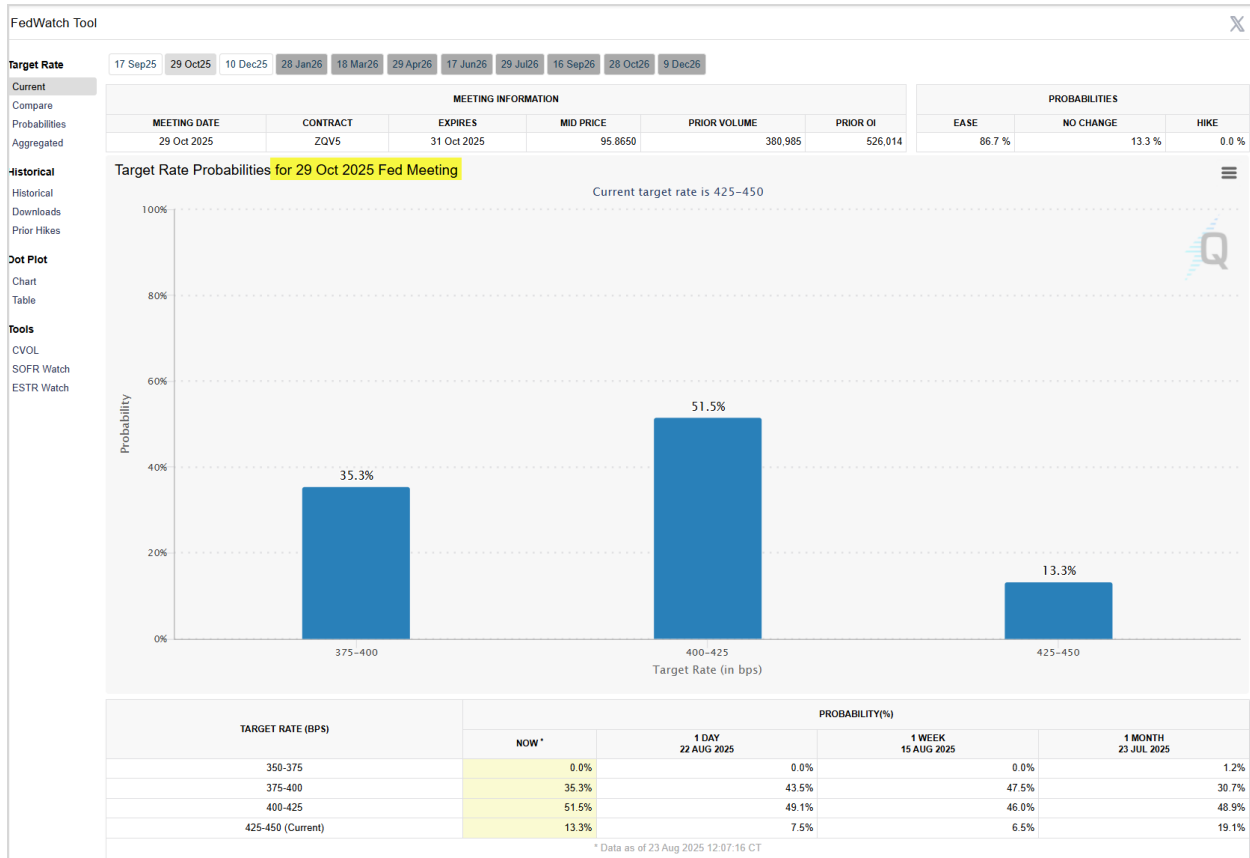 FedWatch Tool
Target Rate
Current
Compare
Probabilities
Aggregated
Historical
Historical
Downloads
Prior Hikes
Dot Plot
Chart
Table
Tools
CVOL
SOFR Watch
ESTR Watch
17 Sep25 29 Oct25 10 Dec25 28 Jan26 18 Mar26 29 Apr26 17 Jun26 29 Jul26 16 Sep26 28 Oct26 9 Dec26
MEETING INFORMATION
MEETING DATE CONTRACT EXPIRES MID PRICE PRIOR VOLUME PRIOR OI
29 Oct 2025 ZQV5 31 Oct 2025 95.8650 380,985 526,014
PROBABILITIES
EASE NO CHANGE HIKE
86.7 % 13.3 % 0.0 %
Target Rate Probabilities for 29 Oct 2025 Fed Meeting
Current target rate is 425-450
Q
Probability
100%
80%
60%
40%
20%
0%
35.3%
51.5%
13.3%
375-400 400-425 425-450
Target Rate (in bps)
TARGET RATE (BPS) PROBABILITY(%)
NOW * 1 DAY 1 WEEK 1 MONTH
22 AUG 2025 15 AUG 2025 23 JUL 2025
350-375 0.0% 0.0% 0.0% 1.2%
375-400 35.3% 43.5% 47.5% 30.7%
400-425 51.5% 49.1% 46.0% 48.9%
425-450 (Current) 13.3% 7.5% 6.5% 19.1%
* Data as of 23 Aug 2025 12:07:16 CT